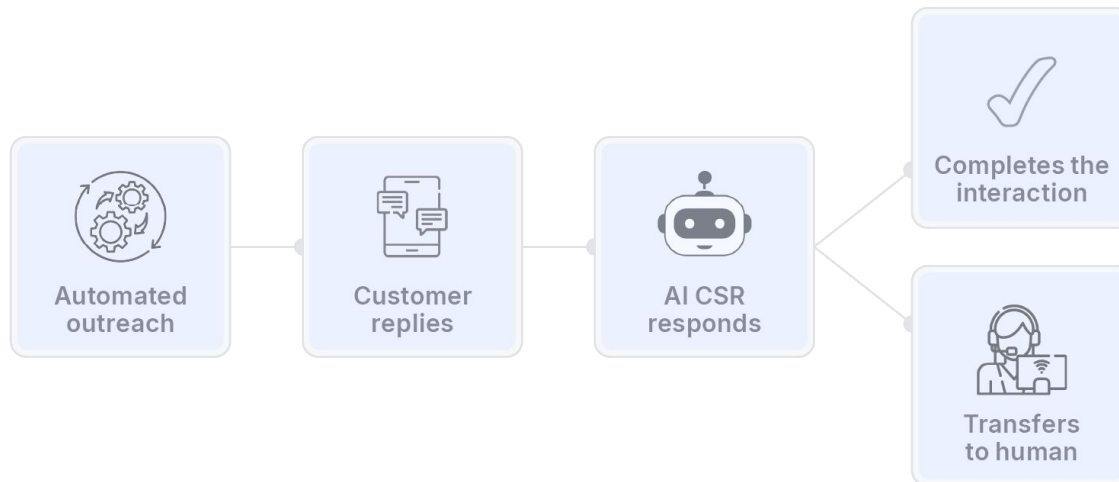 Automated
outreach
Customer
replies
AI CSR
responds
Completes the
interaction
Transfers
to human